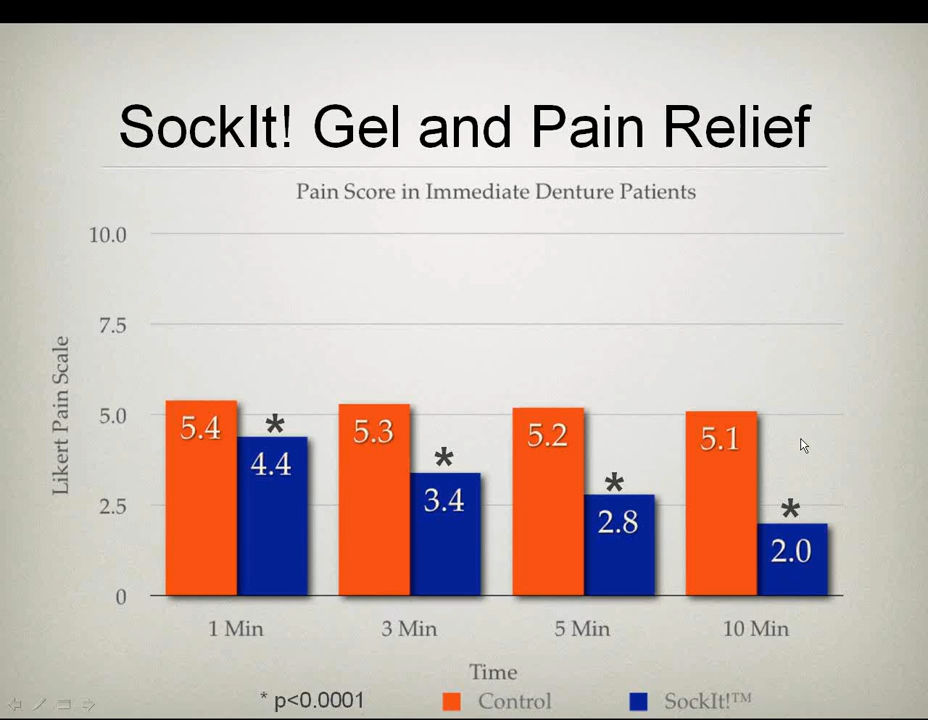 SockIt! Gel and Pain Relief
Pain Score in Immediate Denture Patients
Likert Pain Scale
10.0
7.5
5.0
2.5
0
5.4
*
4.4
5.3
*
3.4
5.2
*
2.8
5.1
*
2.0
1 Min 3 Min 5 Min 10 Min
Time
* p<0.0001 Control SockIt!™